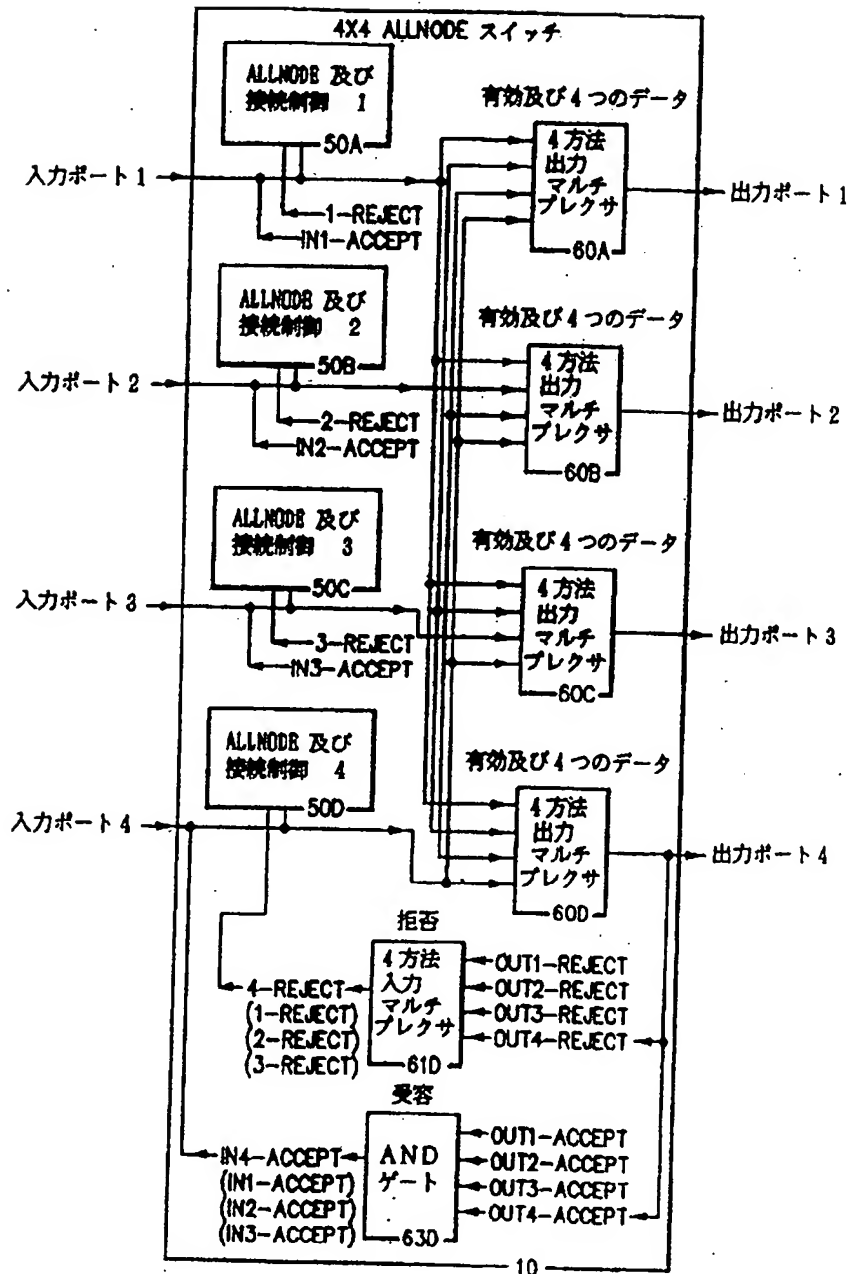 4X4 ALLNODE スイッチ
ALLNODE 及び
接続制御 1
50A
有効及び4つのデータ
4方法
出力
マルチ
プレクサ
60A
入力ポート1
出力ポート1
1-REJECT
IN1-ACCEPT
ALLNODE 及び
接続制御 2
50B
有効及び4つのデータ
4方法
出力
マルチ
プレクサ
60B
入力ポート2
出力ポート2
2-REJECT
IN2-ACCEPT
ALLNODE 及び
接続制御 3
50C
有効及び4つのデータ
4方法
出力
マルチ
プレクサ
60C
入力ポート3
出力ポート3
3-REJECT
IN3-ACCEPT
ALLNODE 及び
接続制御 4
50D
有効及び4つのデータ
4方法
出力
マルチ
プレクサ
60D
入力ポート4
出力ポート4
拒否
4方法
入力
マルチ
プレクサ
61D
4-REJECT
(1-REJECT)
(2-REJECT)
(3-REJECT)
OUT1-REJECT
OUT2-REJECT
OUT3-REJECT
OUT4-REJECT
受容
AND
ゲート
63D
IN4-ACCEPT
(IN1-ACCEPT)
(IN2-ACCEPT)
(IN3-ACCEPT)
OUT1-ACCEPT
OUT2-ACCEPT
OUT3-ACCEPT
OUT4-ACCEPT
10